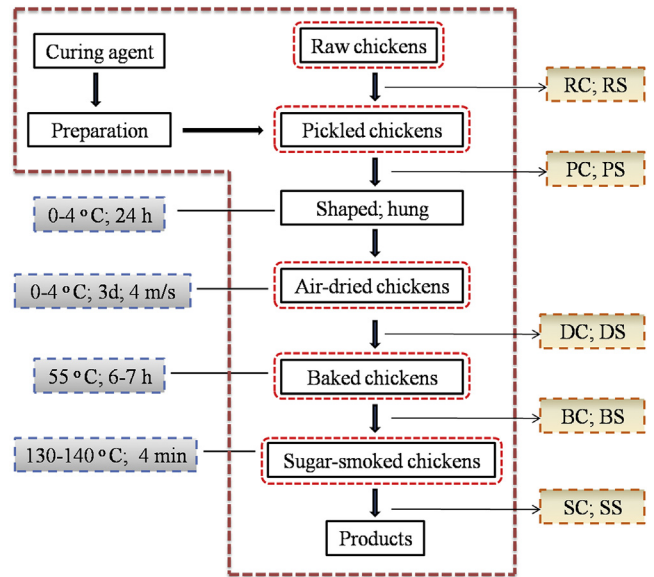 Curing agent
Raw chickens
RC; RS
Preparation
Pickled chickens
PC; PS
0-4 °C; 24 h
Shaped; hung
0-4 °C; 3d; 4 m/s
Air-dried chickens
DC; DS
55 °C; 6-7 h
Baked chickens
BC; BS
130-140 °C; 4 min
Sugar-smoked chickens
SC; SS
Products